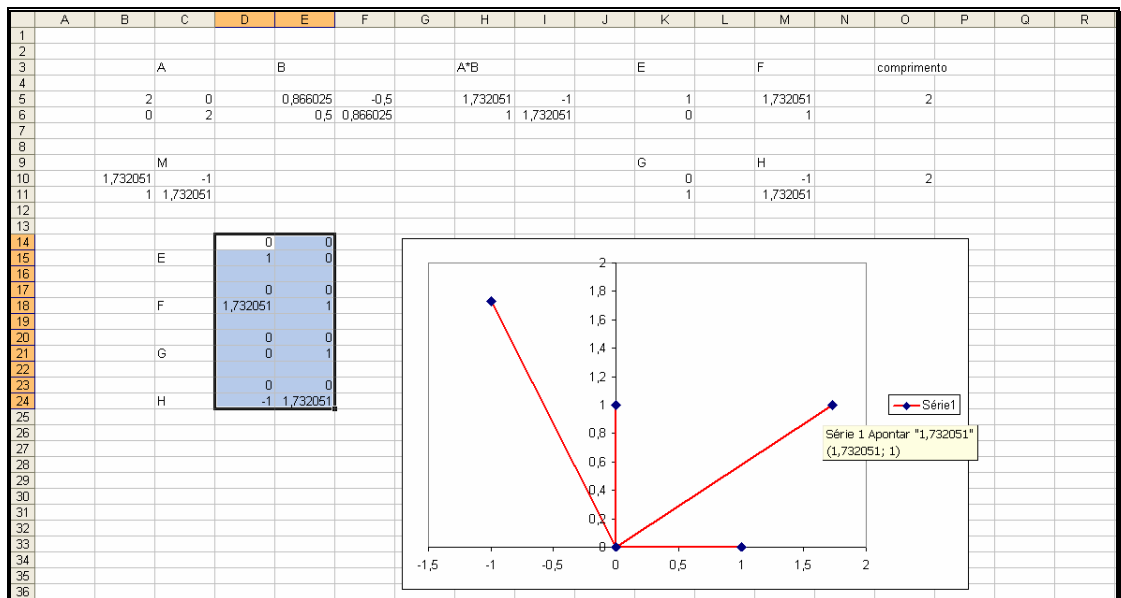 A B C D E F G H I J K L M N O P Q R
1
2
3 A B A*B E F comprimento
4
5 2 0 0,866025 -0,5 1,732051 -1 1 1,732051 2
6 0 2 0,5 0,866025 1 1,732051 0 1
7
8
9 M G H
10 1,732051 -1 0 -1 2
11 1 1,732051 1 1,732051
12
13
14 0 0
15 E 1 0
16
17 0 0
18 F 1,732051 1
19
20 0 0
21 G 0 1
22
23 0 0
24 H -1 1,732051
25
26
27
28
29
30
31
32
33
34
35
36
2
1,8
1,6
1,4
1,2
1
0,8
0,6
0,4
0,2
0
-1,5 -1 -0,5 0 0,5 1 1,5 2
Série1
Série 1 Apontar "1,732051"
(1,732051; 1)